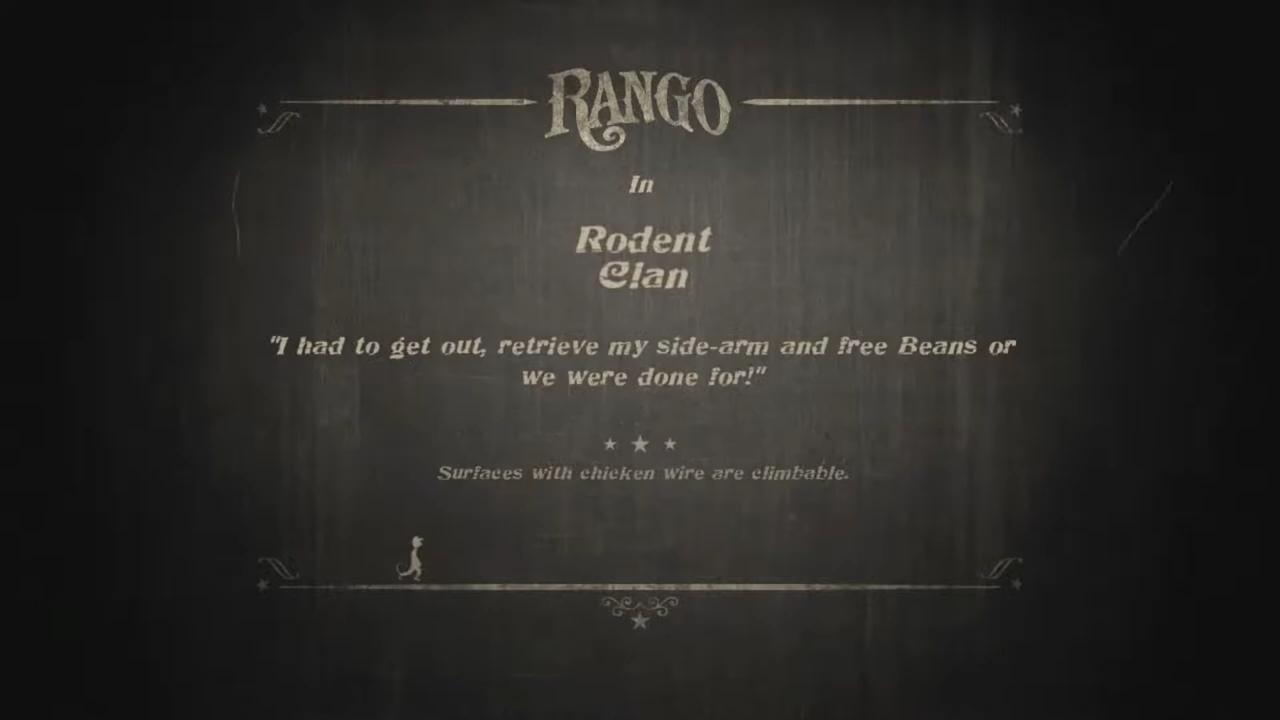 RANGO
In
Rodent
Clan
"I had to get out, retrieve my side-arm and free Beans or
we were done for!"
Surfaces with chicken wire are climbable.